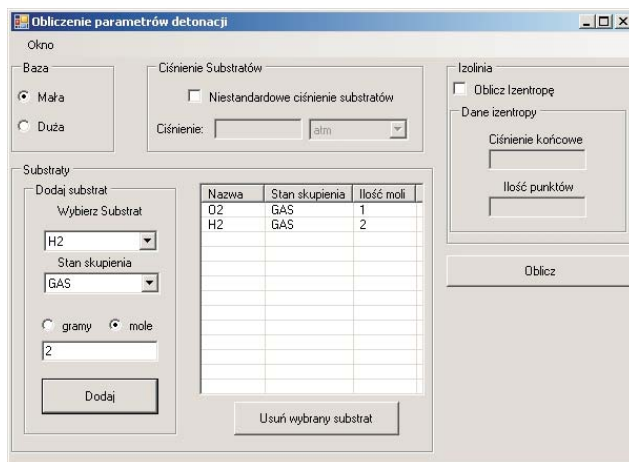 Obliczenie parametrów detonacji
Okno
Baza
Mała
Duża
Ciśnienie Substratów
Niestandardowe ciśnienie substratów
Ciśnienie:
atm
Izolinia
Oblicz Izentropę
Dane izentropy
Ciśnienie końcowe
Ilość punktów
Oblicz
Substraty
Dodaj substrat
Wybierz Substrat
H2
Stan skupienia
GAS
gramy mole
2
Dodaj
Nazwa Stan skupienia Ilość moli
O2 GAS 1
H2 GAS 2
Usuń wybrany substrat